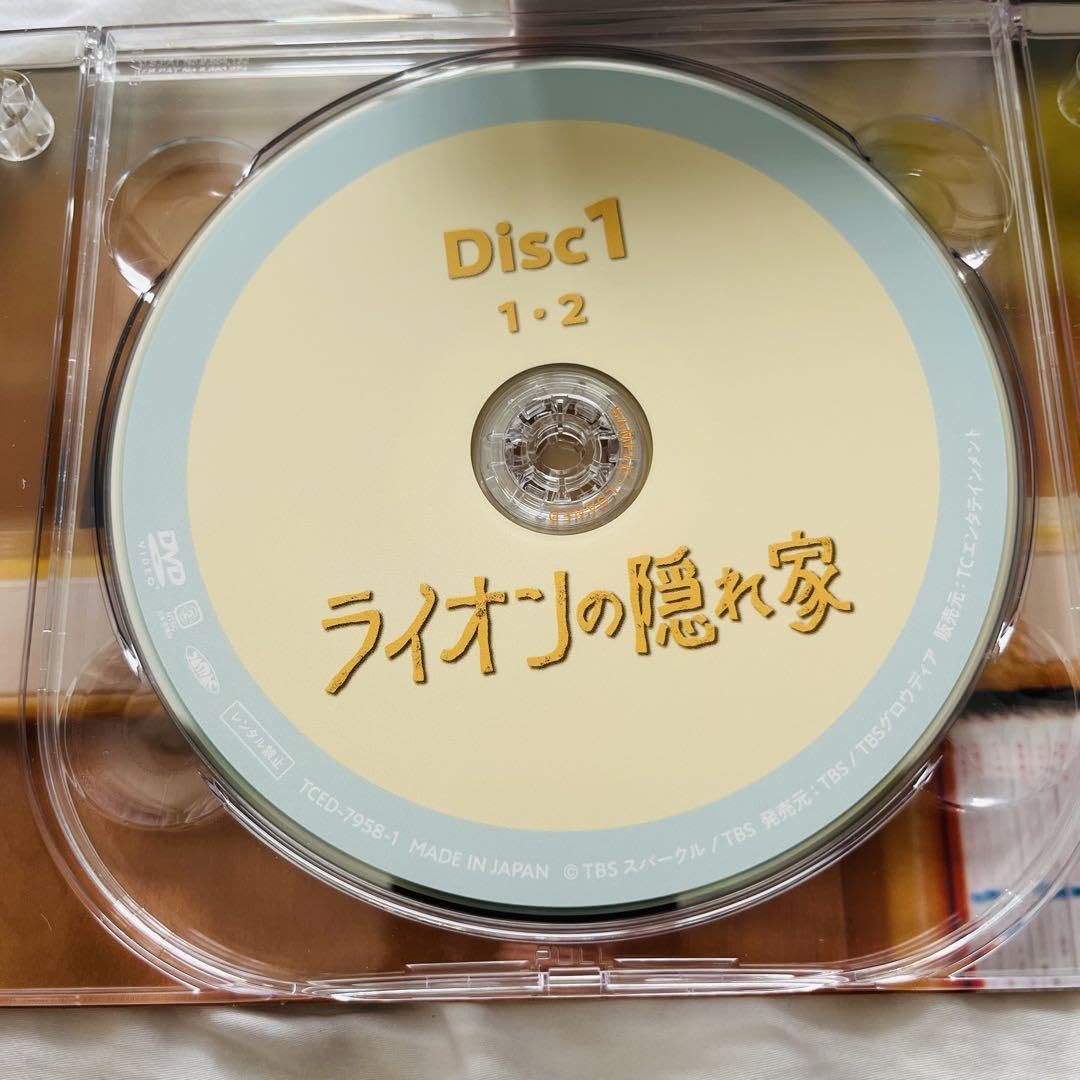 Disc1
1・2
ライオンの隠れ家
DVD
VIDEO
レンタル禁止
TCED-7958-1 MADE IN JAPAN ©TBS スパークル / TBS 発売元：TBS / TBSグロウディア 販売元：TCエンタテインメント